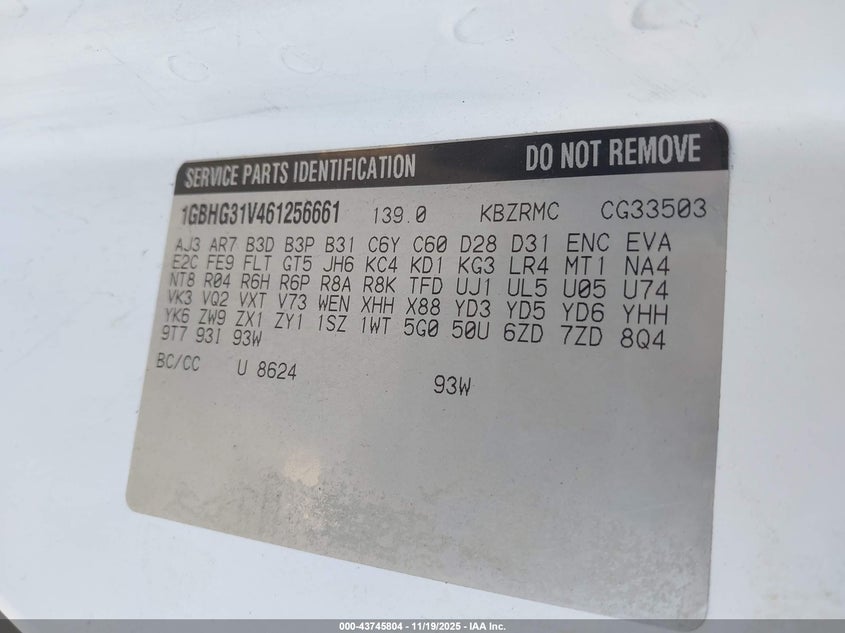 SERVICE PARTS IDENTIFICATION DO NOT REMOVE
1GBHG31V461256661 139.0 KBZRMC CG33503
AJ3 AR7 B3D B3P B31 C6Y C60 D28 D31 ENC EVA
E2C FE9 FLT GT5 JH6 KC4 KD1 KG3 LR4 MT1 NA4
NT8 R04 R6H R6P R8A R8K TFD UJ1 UL5 U05 U74
VK3 VQ2 VXT V73 WEN XHH X88 YD3 YD5 YD6 YHH
YK6 ZW9 ZX1 ZY1 1SZ 1WT 5G0 50U 6ZD 7ZD 8Q4
9T7 93I 93W
BC/CC U 8624 93W
000-43745804 - 11/19/2025 - IAA Inc.